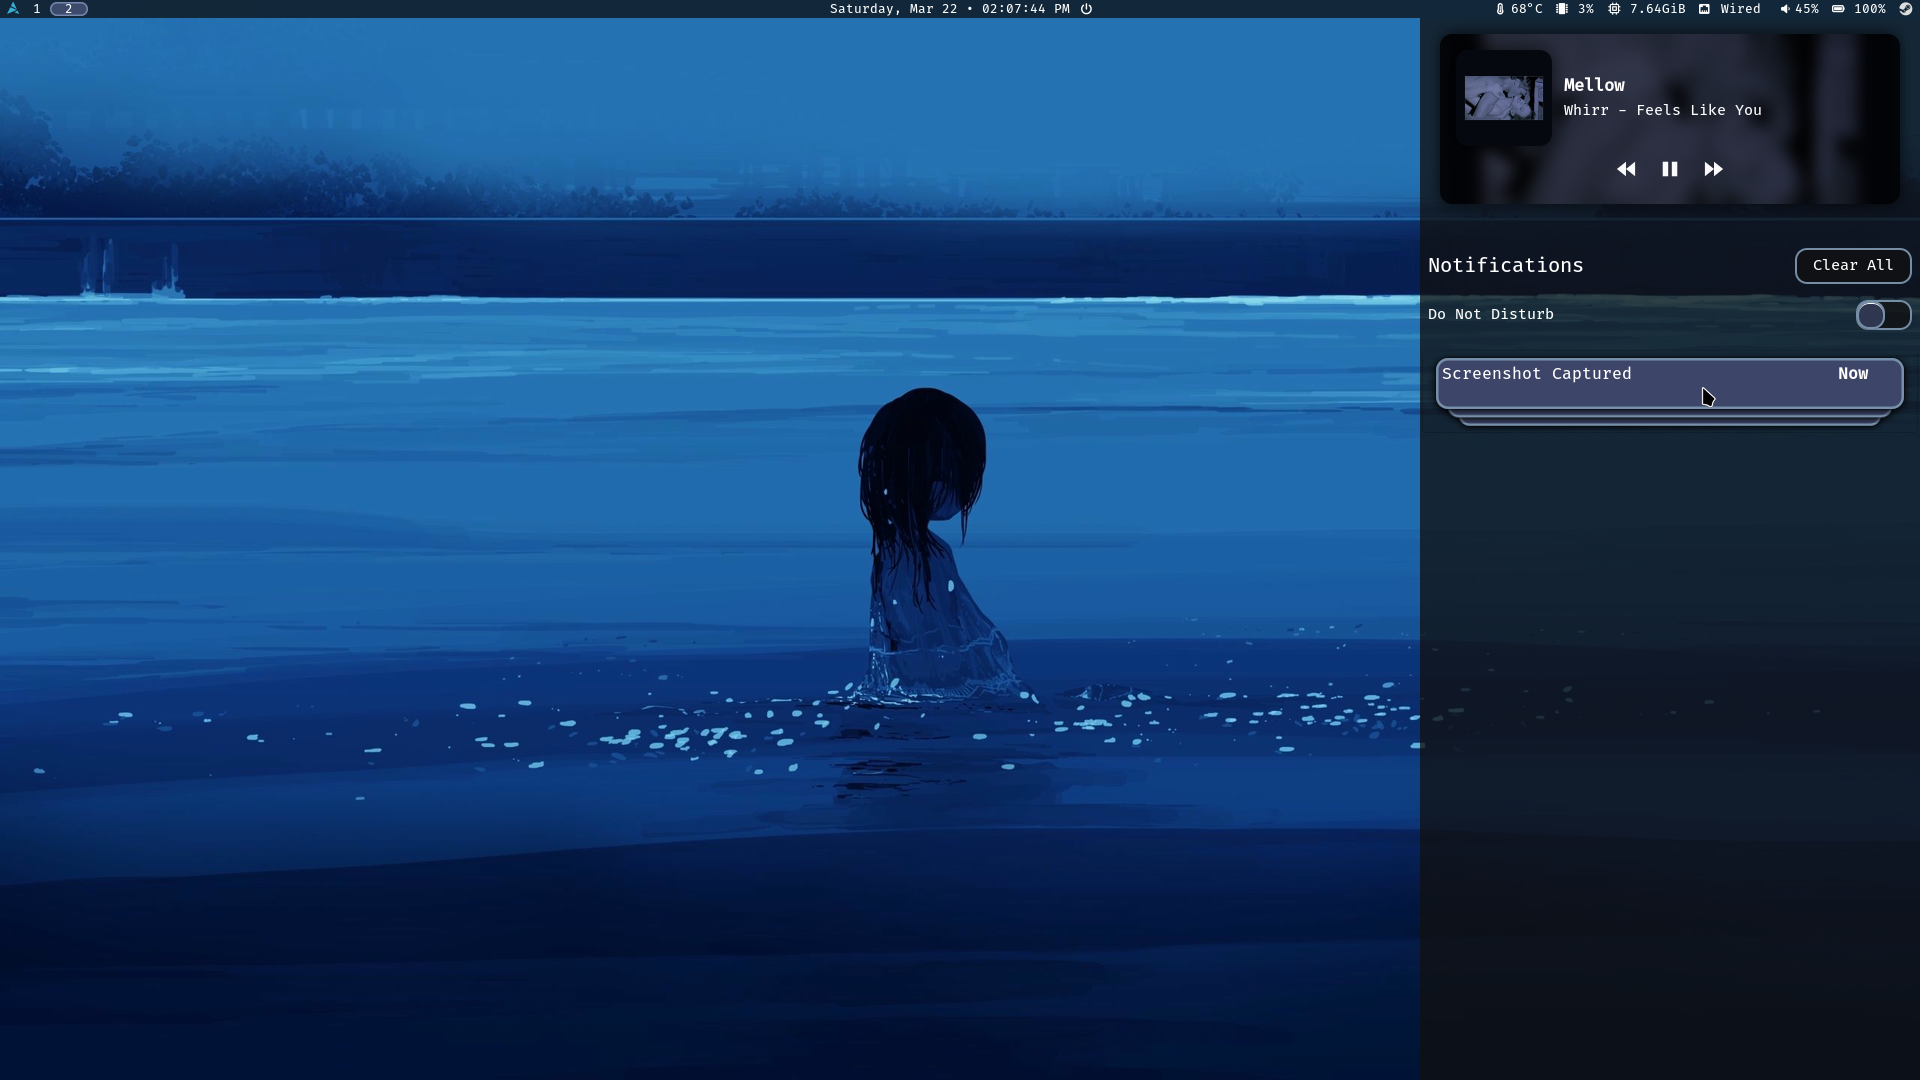 1 2 Saturday, Mar 22 • 02:07:44 PM 68°C 3% 7.64GiB Wired 45% 100%
Mellow
Whirr - Feels Like You
Notifications Clear All
Do Not Disturb
Screenshot Captured Now